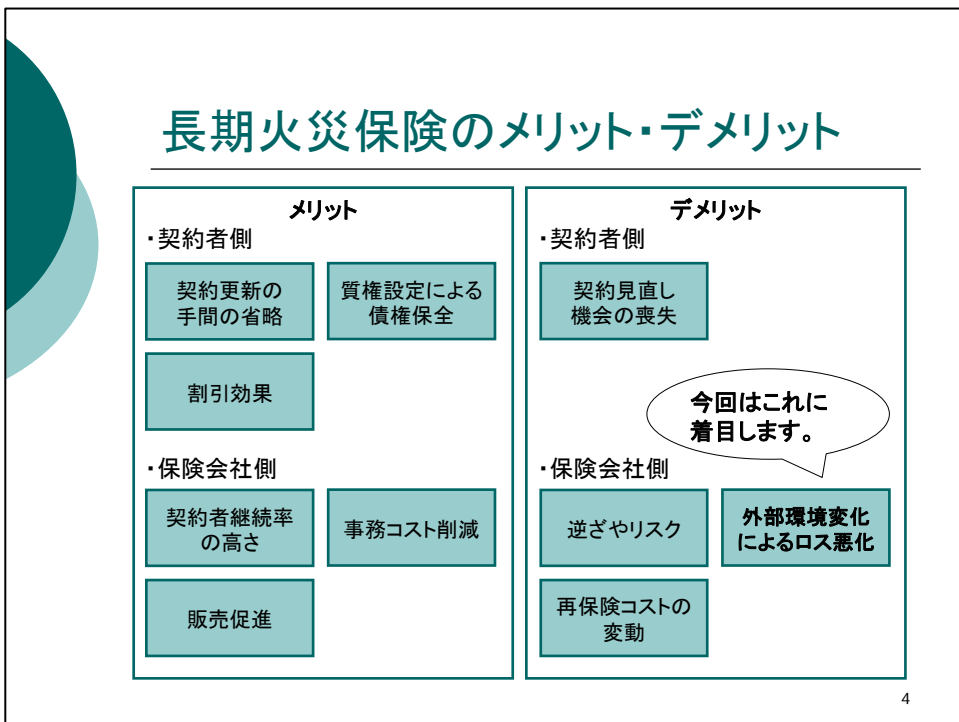 長期火災保険のメリット・デメリット
メリット
・契約者側
契約更新の
手間の省略
質権設定による
債権保全
割引効果
・保険会社側
契約者継続率
の高さ
事務コスト削減
販売促進
デメリット
・契約者側
契約見直し
機会の喪失
今回はこれに
着目します。
・保険会社側
逆ざやリスク
外部環境変化
によるロス悪化
再保険コストの
変動
4